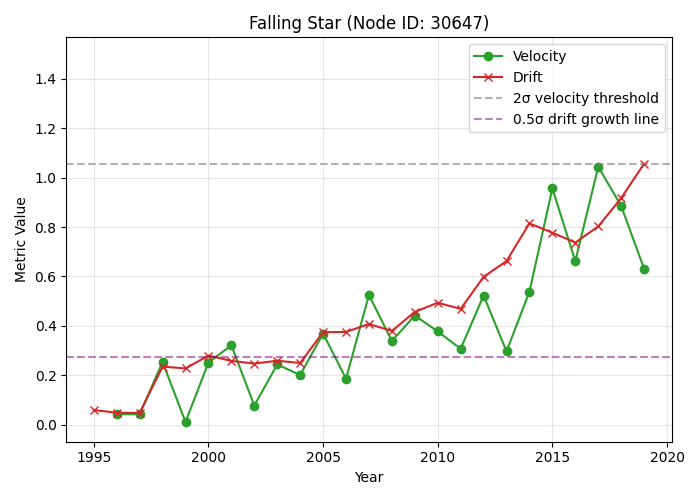 Falling Star (Node ID: 30647)
Velocity
Drift
2σ velocity threshold
0.5σ drift growth line
Metric Value
1.4
1.2
1.0
0.8
0.6
0.4
0.2
0.0
1995 2000 2005 2010 2015 2020
Year